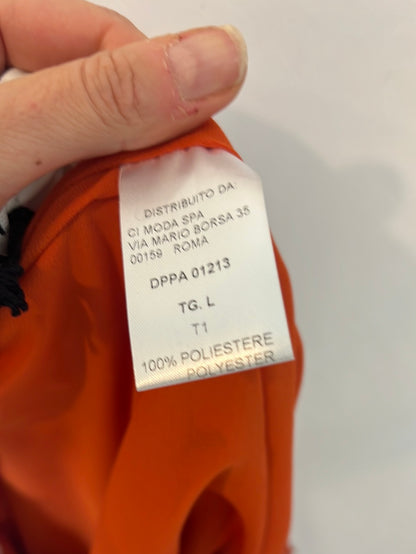 DISTRIBUITO DA:
CI MODA SPA
VIA MARIO BORSA 35
00159 ROMA
DPPA 01213
TG. L
T1
100% POLIESTERE
POLYESTER